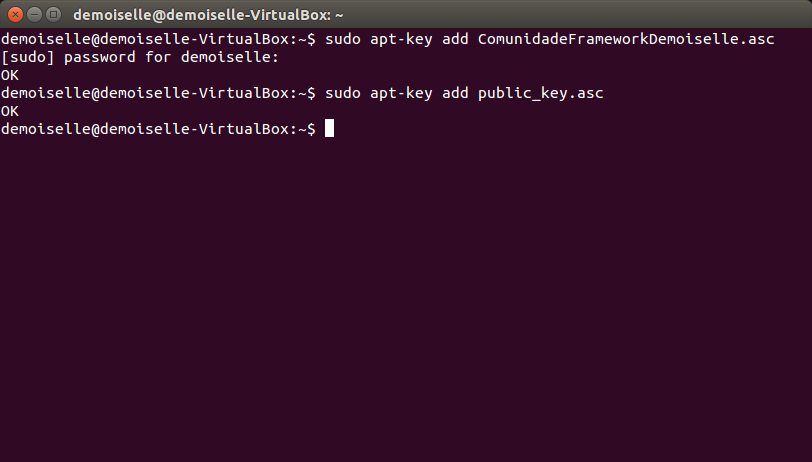 demoiselle@demoiselle-VirtualBox: ~
demoiselle@demoiselle-VirtualBox:~$ sudo apt-key add ComunidadeFrameworkDemoiselle.asc
[sudo] password for demoiselle:
OK
demoiselle@demoiselle-VirtualBox:~$ sudo apt-key add public_key.asc
OK
demoiselle@demoiselle-VirtualBox:~$